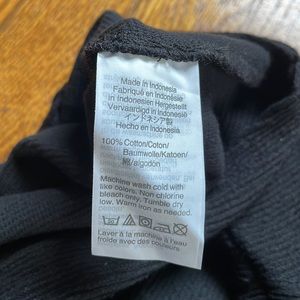 Made in Indonesia
Fabriqué en Indonésie
In Indonesien Hergestellt
Vervaardigd in Indonesië
インドネシア製
Hecho en Indonesia
100% Cotton/Coton/
Baumwolle/Katoen/
綿/algodon
Machine wash cold with
like colors. Non chlorine
bleach only. Tumble dry
low. Warm iron as needed.
Laver à la machine à l'eau
froide avec des couleurs